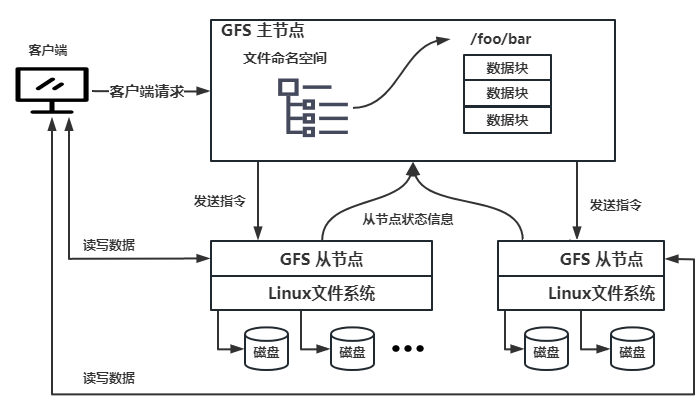 GFS 主节点
客户端
文件命名空间
/foo/bar
数据块
数据块
数据块
客户端请求
发送指令
发送指令
从节点状态信息
读写数据
GFS 从节点
GFS 从节点
Linux文件系统
Linux文件系统
磁盘
磁盘
磁盘
磁盘
读写数据